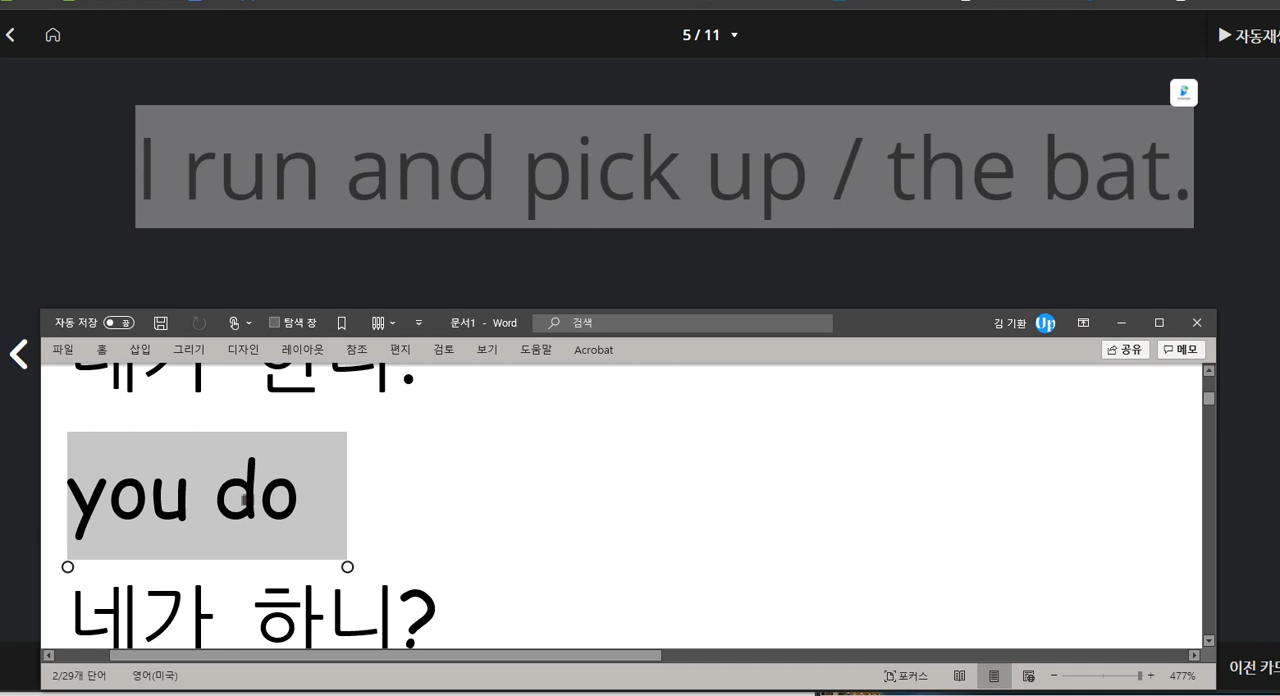 5 / 11
▶ 자동재생
I run and pick up / the bat.
자동 저장 끔 탐색 창 문서1 - Word 검색 김 기환 Up
파일 홈 삽입 그리기 디자인 레이아웃 참조 편지 검토 보기 도움말 Acrobat 공유 메모
you do
네가 하니?
2/29개 단어 영어(미국) 포커스 477%
이전